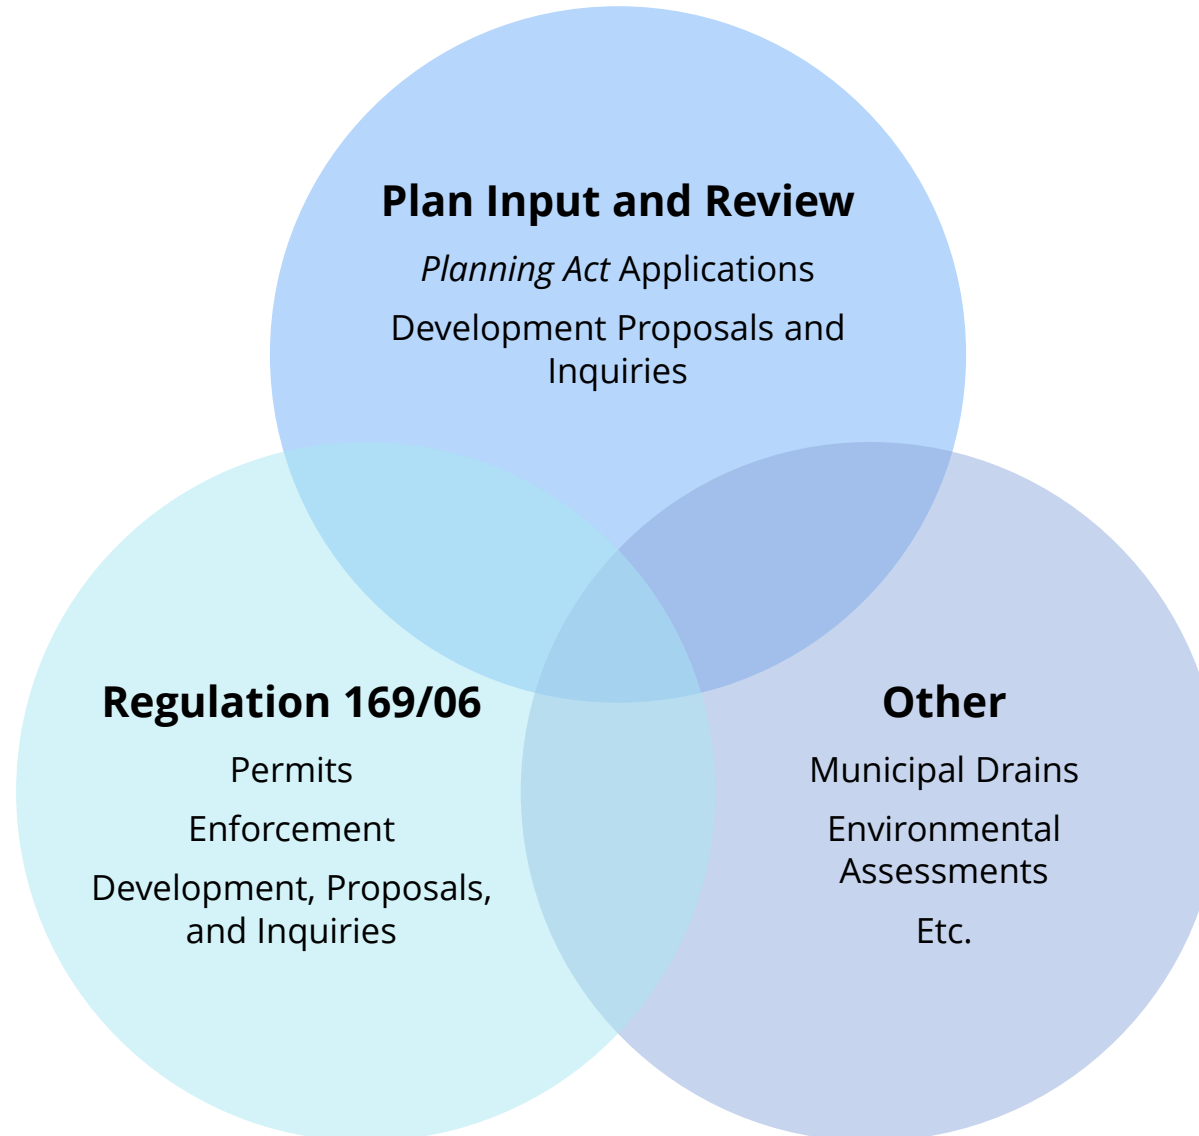 Plan Input and Review
Planning Act Applications
Development Proposals and
Inquiries
Regulation 169/06
Permits
Enforcement
Development, Proposals,
and Inquiries
Other
Municipal Drains
Environmental
Assessments
Etc.